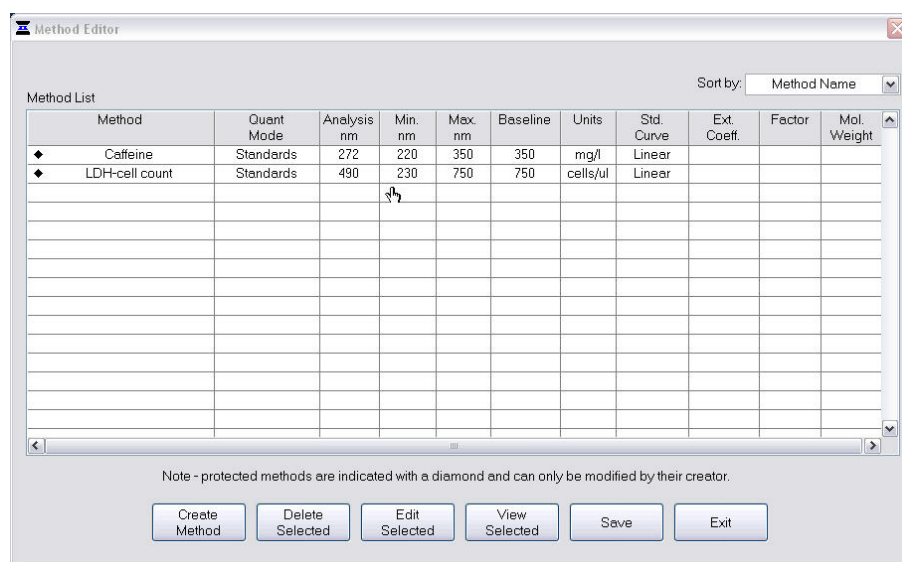 Method Editor
Sort by: Method Name
Method List
Method Quant Mode Analysis nm Min. nm Max. nm Baseline Units Std. Curve Ext. Coeff. Factor Mol. Weight
◆ Caffeine Standards 272 220 350 350 mg/l Linear
◆ LDH-cell count Standards 490 230 750 750 cells/ul Linear
Note - protected methods are indicated with a diamond and can only be modified by their creator.
Create Method Delete Selected Edit Selected View Selected Save Exit